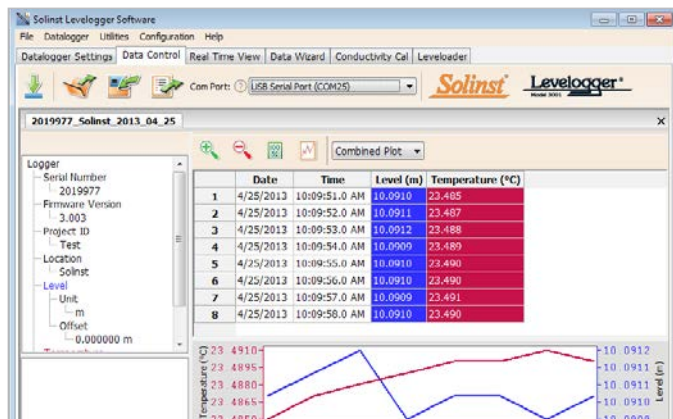 Solinst Levelogger Software
File Datalogger Utilities Configuration Help
Datalogger Settings Data Control Real Time View Data Wizard Conductivity Cal Leveloader
Com Port: ? USB Serial Port (COM25) Solinst Levelogger®
Model 3001
2019977_Solinst_2013_04_25 X
100 % Combined Plot
Logger
Serial Number
2019977
Firmware Version
3.003
Project ID
Test
Location
Solinst
Level
Unit
m
Offset
0.000000 m
Temperature
Date Time Level (m) Temperature (°C)
1 4/25/2013 10:09:51.0 AM 10.0910 23.485
2 4/25/2013 10:09:52.0 AM 10.0911 23.487
3 4/25/2013 10:09:53.0 AM 10.0912 23.488
4 4/25/2013 10:09:54.0 AM 10.0909 23.489
5 4/25/2013 10:09:55.0 AM 10.0910 23.490
6 4/25/2013 10:09:56.0 AM 10.0910 23.490
7 4/25/2013 10:09:57.0 AM 10.0909 23.491
8 4/25/2013 10:09:58.0 AM 10.0910 23.490
Temperature (°C)
23 4910
23 4895
23 4880
23 4865
23 4850
10 0912
10 0911
10 0911
10 0910
10 0909
Level (m)